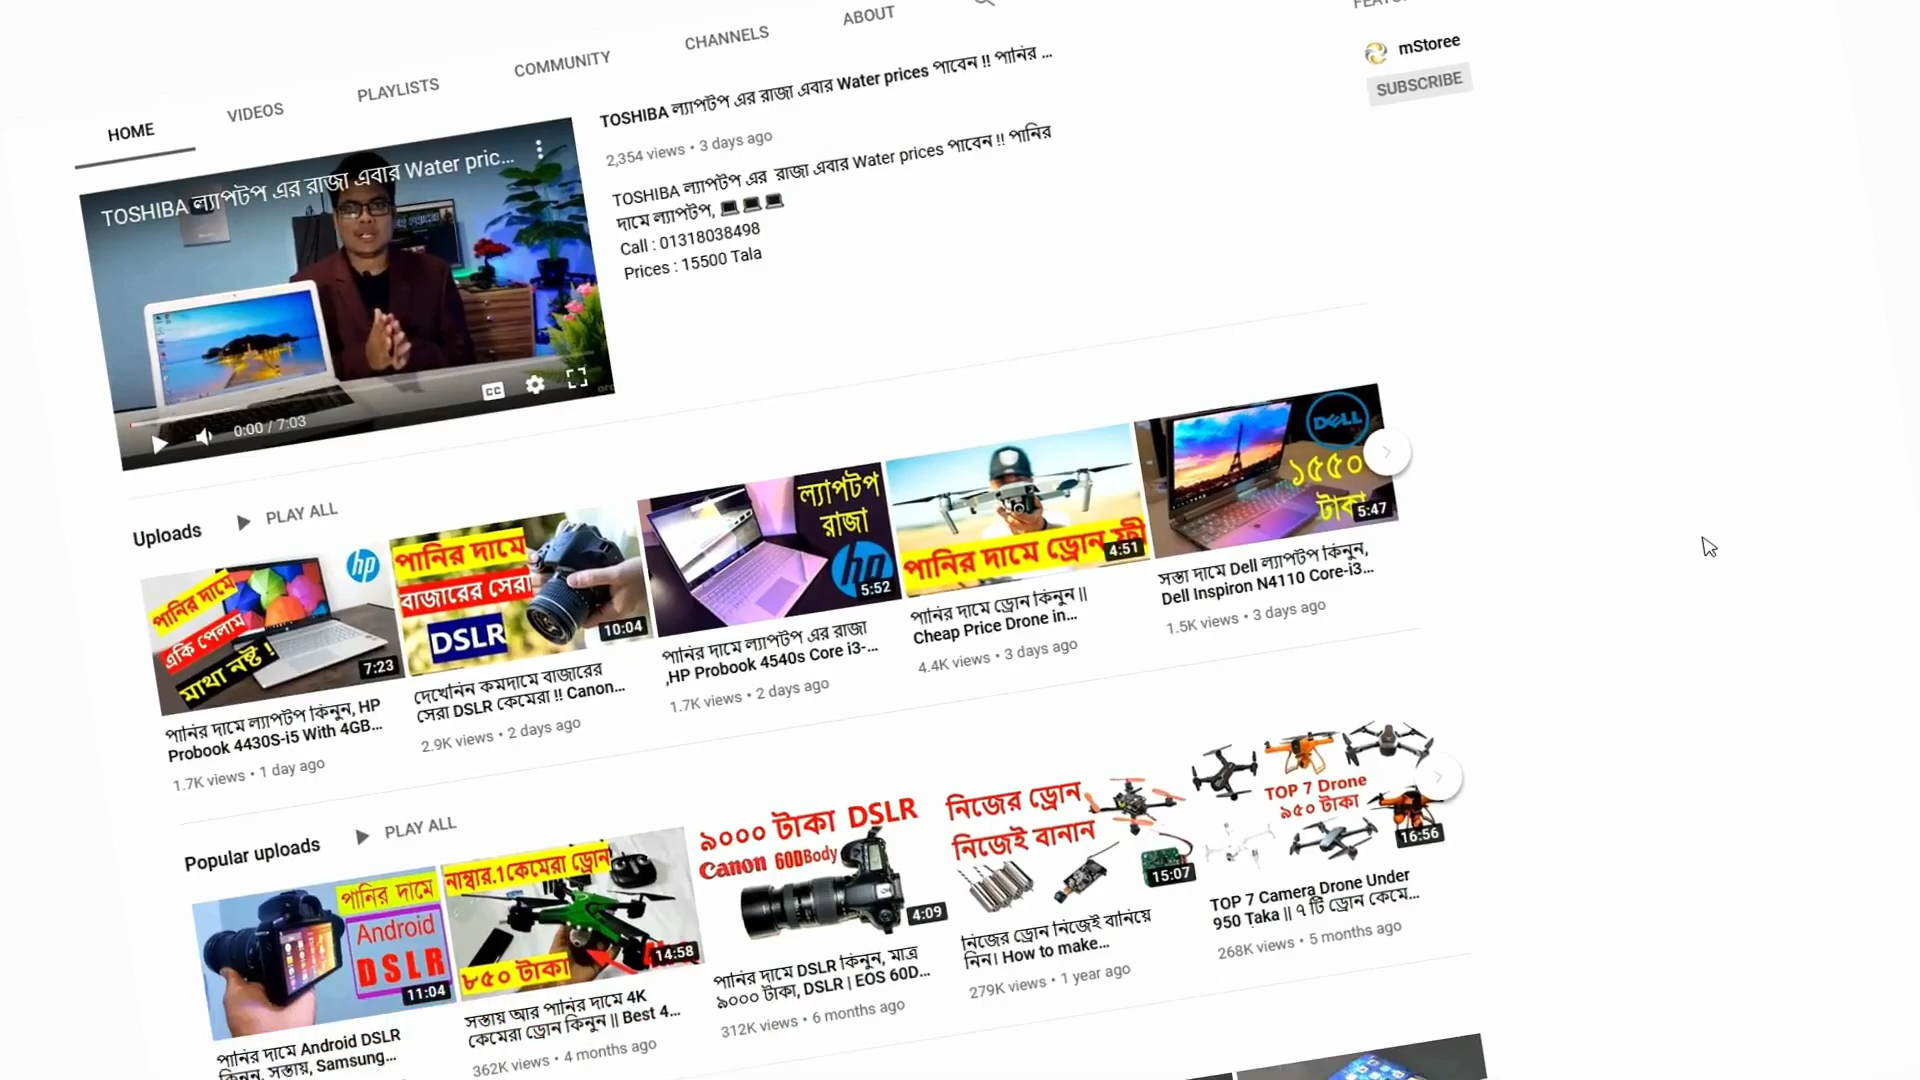 HOME
VIDEOS
PLAYLISTS
COMMUNITY
CHANNELS
ABOUT
mStoree
SUBSCRIBE
TOSHIBA ল্যাপটপ এর রাজা এবার Water pric...
0:00 / 7:03
TOSHIBA ল্যাপটপ এর রাজা এবার Water prices পাবেন !! পানির ...
2,354 views • 3 days ago
TOSHIBA ল্যাপটপ এর রাজা এবার Water prices পাবেন !! পানির
দামে ল্যাপটপ, 💻💻💻
Call : 01318038498
Prices : 15500 Tala
Uploads
PLAY ALL
পানির দামে
একি পেলাম
মাথা নষ্ট !
hp
7:23
পানির দামে ল্যাপটপ কিনুন, HP
Probook 4430S-i5 With 4GB...
1.7K views • 1 day ago
পানির দামে
বাজারের সেরা
DSLR
10:04
দেখেনিন কমদামে বাজারের
সেরা DSLR কেমেরা !! Canon...
2.9K views • 2 days ago
ল্যাপটপ
রাজা
hp
5:52
পানির দামে ল্যাপটপ এর রাজা
,HP Probook 4540s Core i3-...
1.7K views • 2 days ago
পানির দামে ড্রোন ফ্রী
4:51
পানির দামে ড্রোন কিনুন ||
Cheap Price Drone in...
4.4K views • 3 days ago
DELL
১৫৫০
টাকা
5:47
সস্তা দামে Dell ল্যাপটপ কিনুন,
Dell Inspiron N4110 Core-i3...
1.5K views • 3 days ago
Popular uploads
PLAY ALL
পানির দামে
Android
DSLR
11:04
পানির দামে Android DSLR
কিনুন, সস্তায়, Samsung...
নাম্বার.1কেমেরা ড্রোন
৮৫০ টাকা
14:58
সস্তায় আর পানির দামে 4K
কেমেরা ড্রোন কিনুন || Best 4...
362K views • 4 months ago
৯০০০ টাকা DSLR
Canon 60DBody
4:09
পানির দামে DSLR কিনুন, মাত্র
৯০০০ টাকা, DSLR | EOS 60D...
312K views • 6 months ago
নিজের ড্রোন
নিজেই বানান
15:07
নিজের ড্রোন নিজেই বানিয়ে
নিন। How to make...
279K views • 1 year ago
TOP 7 Drone
৯৫০ টাকা
16:56
TOP 7 Camera Drone Under
950 Taka || ৭ টি ড্রোন কেমে...
268K views • 5 months ago